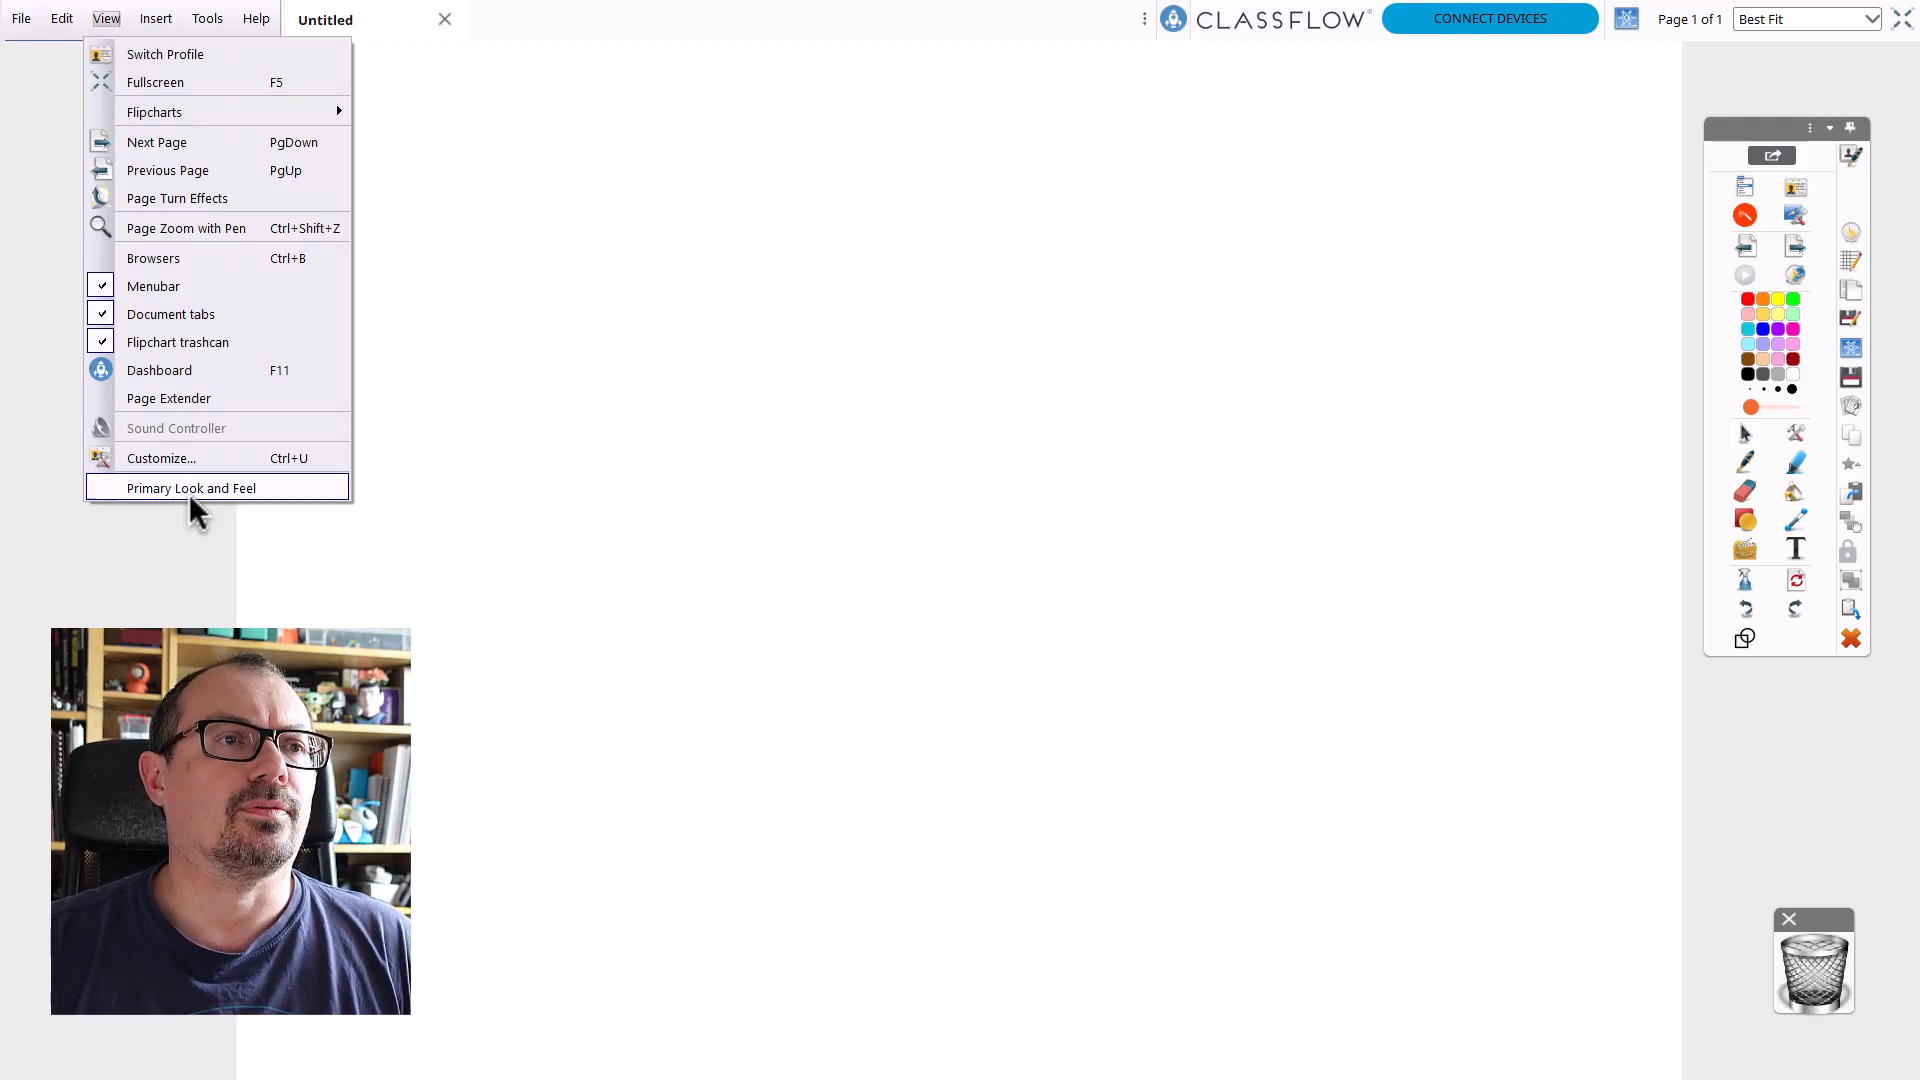 File Edit View Insert Tools Help
Untitled
CLASSFLOW
CONNECT DEVICES
Page 1 of 1
Best Fit
Switch Profile
Fullscreen F5
Flipcharts
Next Page PgDown
Previous Page PgUp
Page Turn Effects
Page Zoom with Pen Ctrl+Shift+Z
Browsers Ctrl+B
Menubar
Document tabs
Flipchart trashcan
Dashboard F11
Page Extender
Sound Controller
Customize... Ctrl+U
Primary Look and Feel
T